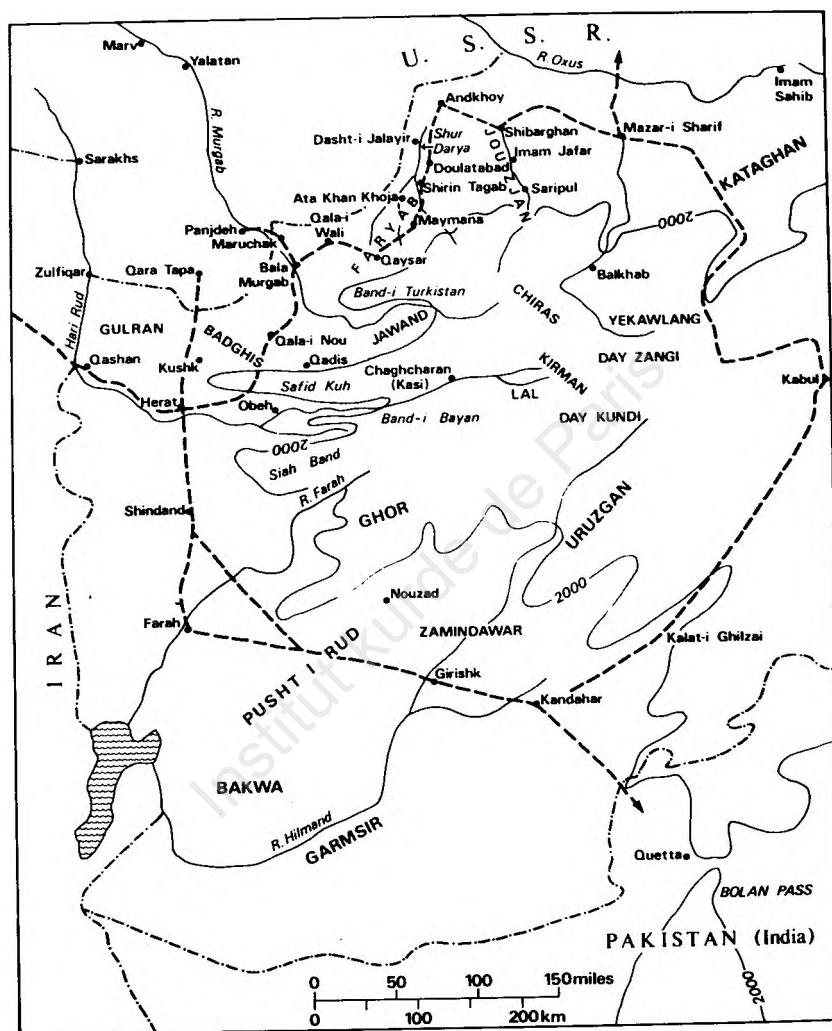 U. S. S. R.
Marv
Yalatan
R. Oxus
Imam
Sahib
R. Murgab
Andkhoy
Dasht-i Jalayir
Shur
Darya
Shibarghan
Mazar-i Sharif
Doulatabad
Imam Jafar
JOUZJAN
Sarakhs
KATAGHAN
Ata Khan Khoja
Shirin Tagab
Saripul
Qala-i
Wali
FARYAB
Maymana
2000
Panjdeh
Maruchak
Qaysar
Zulfiqar
Qara Tapa
Bala
Murgab
Balkhab
Band-i Turkistan
CHIRAS
Hari Rud
GULRAN
BADGHIS
JAWAND
YEKAWLANG
Qala-i Nou
DAY ZANGI
Qashan
Kushk
Qadis
Chaghcharan
(Kasi)
KIRMAN
Kabul
Safid Kuh
LAL
Herat
Obeh
Band-i Bayan
DAY KUNDI
2000
Siah Band
R. Farah
GHOR
URUZGAN
Shindand
2000
IRAN
Nouzad
Farah
ZAMINDAWAR
Kalat-i Ghilzai
PUSHT I RUD
Girishk
Kandahar
BAKWA
R. Hilmand
GARMSIR
Quetta
BOLAN PASS
PAKISTAN (India)
2000
0 50 100 150 miles
0 100 200 km
Institut kurde de Paris